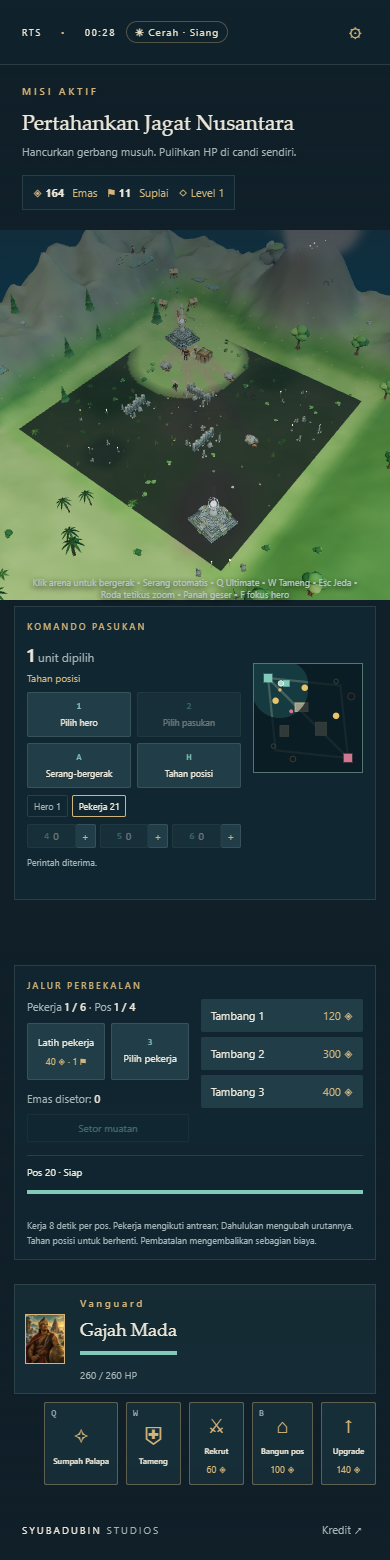 RTS • 00:28 ☀ Cerah · Siang ⚙
MISI AKTIF
Pertahankan Jagat Nusantara
Hancurkan gerbang musuh. Pulihkan HP di candi sendiri.
◈ 164 Emas ⚑ 11 Suplai ◇ Level 1
Klik arena untuk bergerak • Serang otomatis • Q Ultimate • W Tameng • Esc Jeda •
Roda tetikus zoom • Panah geser • F fokus hero
KOMANDO PASUKAN
1 unit dipilih
Tahan posisi
1
Pilih hero
2
Pilih pasukan
A
Serang-bergerak
H
Tahan posisi
Hero 1
Pekerja 21
4 0 +
5 0 +
6 0 +
Perintah diterima.
JALUR PERBEKALAN
Pekerja 1 / 6 · Pos 1 / 4
Latih pekerja
40 ◈ · 1 ⚑
3
Pilih pekerja
Emas disetor: 0
Setor muatan
Tambang 1 120 ◈
Tambang 2 300 ◈
Tambang 3 400 ◈
Pos 20 · Siap
Kerja 8 detik per pos. Pekerja mengikuti antrean; Dahulukan mengubah urutannya.
Tahan posisi untuk berhenti. Pembatalan mengembalikan sebagian biaya.
Vanguard
Gajah Mada
260 / 260 HP
Q
Sumpah Palapa
W
Tameng
Rekrut
60 ◈
B
Bangun pos
100 ◈
Upgrade
140 ◈
SYUBADUBIN STUDIOS
Kredit ↗